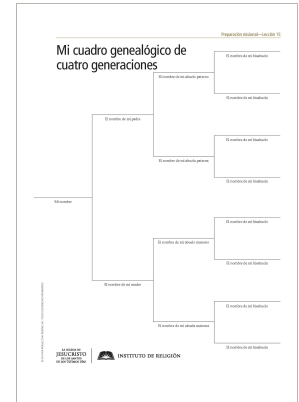 Preparación misional—Lección 15
Mi cuadro genealógico de
cuatro generaciones
El nombre de mi bisabuelo
El nombre de mi abuelo paterno
El nombre de mi bisabuela
El nombre de mi padre
El nombre de mi bisabuelo
El nombre de mi abuela paterna
El nombre de mi bisabuela
Mi nombre
El nombre de mi bisabuelo
El nombre de mi abuelo materno
El nombre de mi bisabuela
El nombre de mi madre
El nombre de mi bisabuelo
El nombre de mi abuela materna
El nombre de mi bisabuela
LA IGLESIA DE
JESUCRISTO
DE LOS SANTOS
DE LOS ÚLTIMOS DÍAS
INSTITUTO DE RELIGIÓN